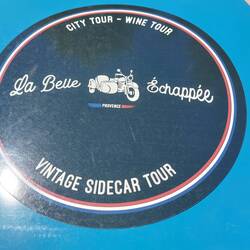 CITY TOUR - WINE TOUR
La Belle Échappée
PROVENCE
VINTAGE SIDECAR TOUR